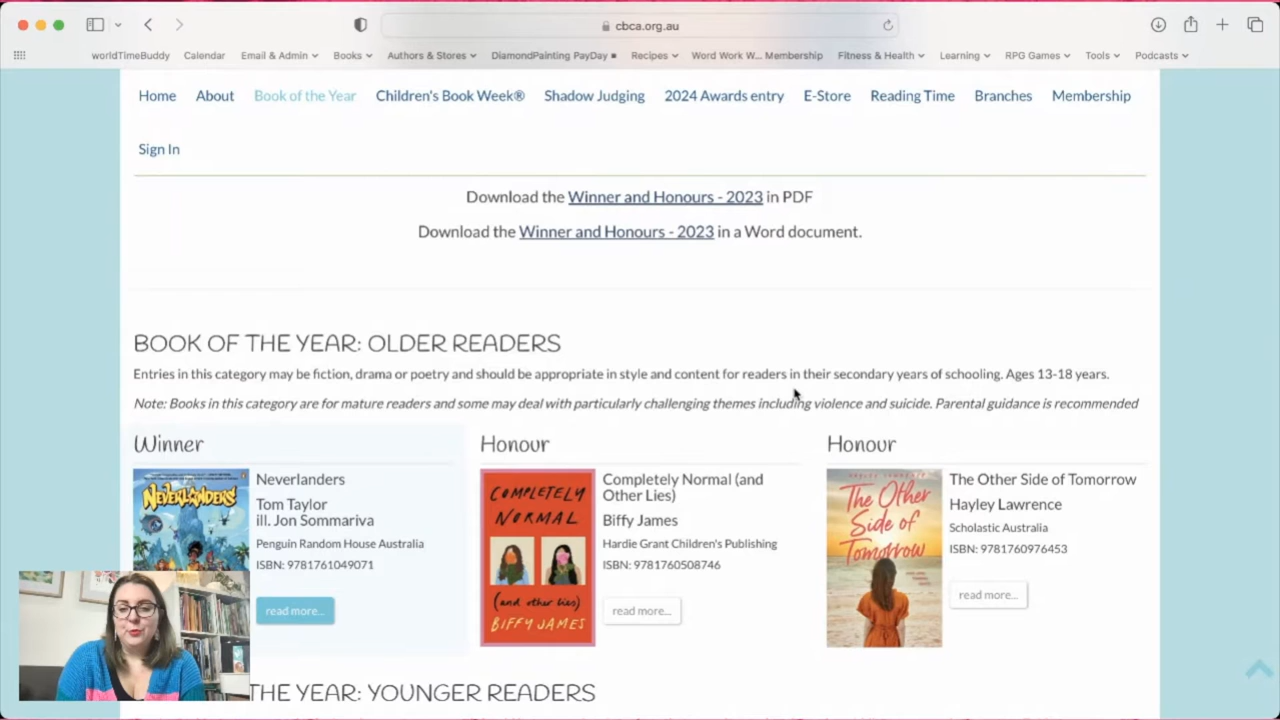 cbca.org.au
worldTimeBuddy Calendar Email & Admin Books Authors & Stores DiamondPainting PayDay Recipes Word Work W... Membership Fitness & Health Learning RPG Games Tools Podcasts
Home About Book of the Year Children's Book Week® Shadow Judging 2024 Awards entry E-Store Reading Time Branches Membership
Sign In
Download the Winner and Honours - 2023 in PDF
Download the Winner and Honours - 2023 in a Word document.
BOOK OF THE YEAR: OLDER READERS
Entries in this category may be fiction, drama or poetry and should be appropriate in style and content for readers in their secondary years of schooling. Ages 13-18 years.
Note: Books in this category are for mature readers and some may deal with particularly challenging themes including violence and suicide. Parental guidance is recommended
Winner
NEVERLANDERS
Neverlanders
Tom Taylor
ill. Jon Sommariva
Penguin Random House Australia
ISBN: 9781761049071
read more...
Honour
COMPLETELY
NORMAL
(and other lies)
BIFFY JAMES
Completely Normal (and
Other Lies)
Biffy James
Hardie Grant Children's Publishing
ISBN: 9781760508746
read more...
Honour
HAYLEY LAWRENCE
The Other
Side of
Tomorrow
The Other Side of Tomorrow
Hayley Lawrence
Scholastic Australia
ISBN: 9781760976453
read more...
THE YEAR: YOUNGER READERS